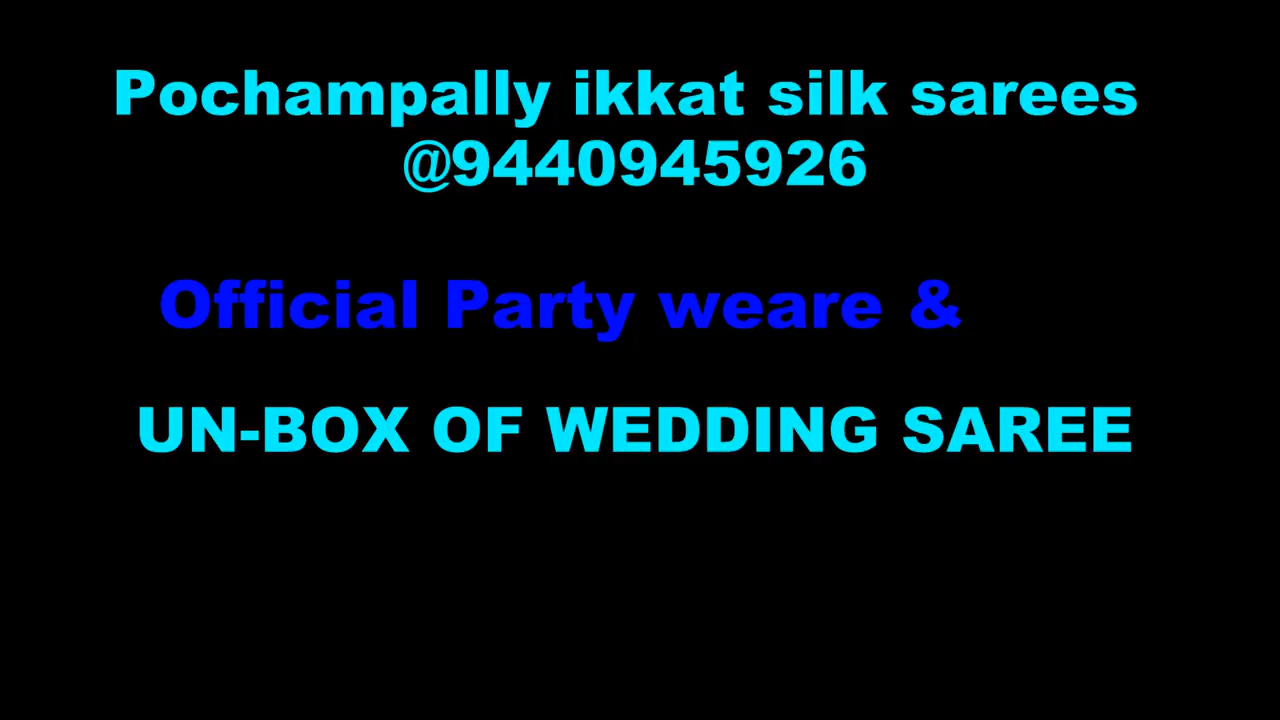 Pochampally ikkat silk sarees
@9440945926
Official Party weare &
UN-BOX OF WEDDING SAREE